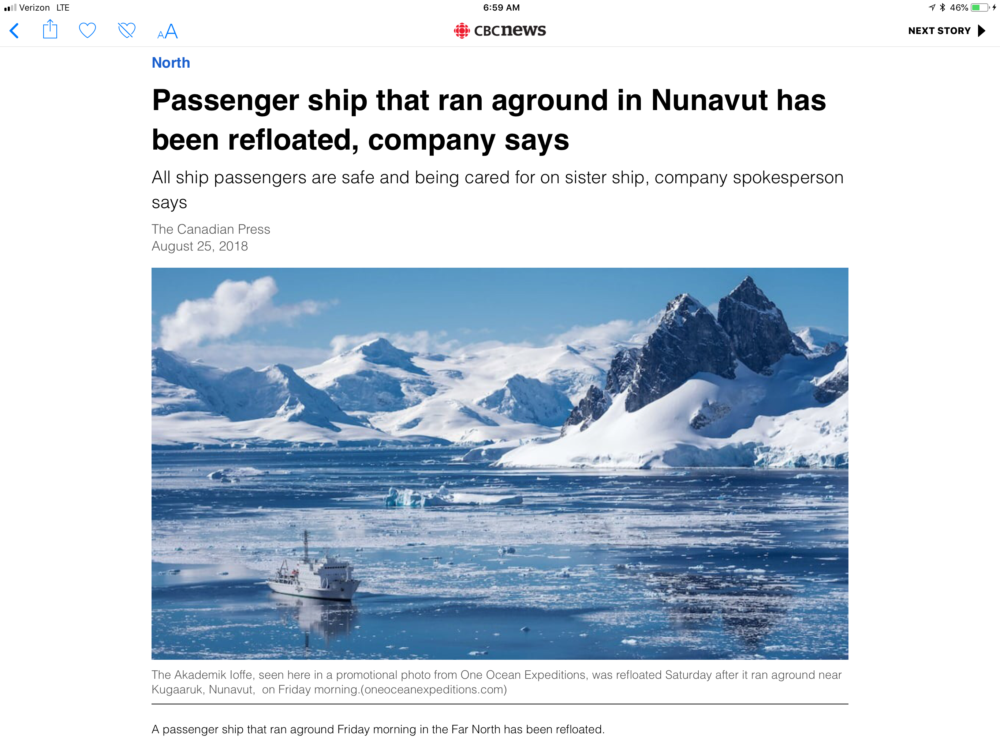 Verizon LTE 6:59 AM 46%
AA CBCnews NEXT STORY
North
Passenger ship that ran aground in Nunavut has
been refloated, company says
All ship passengers are safe and being cared for on sister ship, company spokesperson
says
The Canadian Press
August 25, 2018
The Akademik Ioffe, seen here in a promotional photo from One Ocean Expeditions, was refloated Saturday after it ran aground near
Kugaaruk, Nunavut,  on Friday morning.(oneoceanexpeditions.com)
A passenger ship that ran aground Friday morning in the Far North has been refloated.